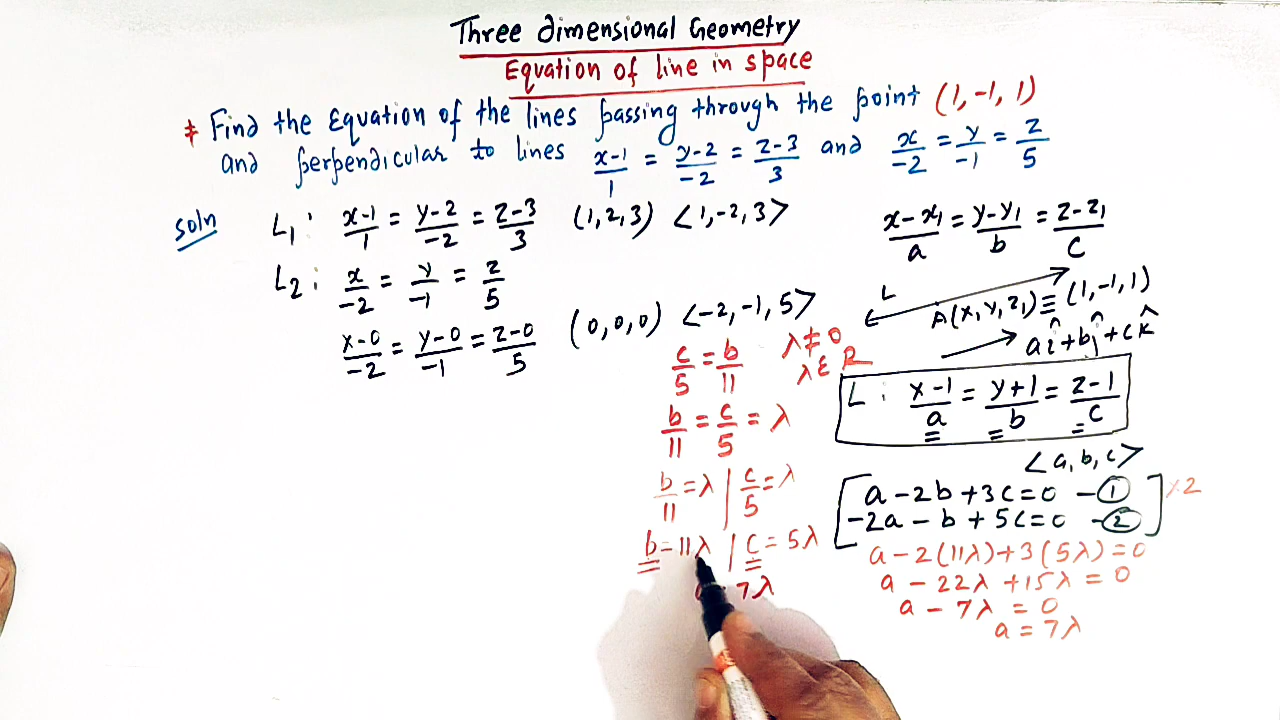 Three dimensional Geometry
Equation of line in space
* Find the Equation of the lines passing through the point (1, -1, 1)
and perpendicular to lines (x-1)/1 = (y-2)/-2 = (z-3)/3 and x/-2 = y/-1 = z/5
soln
L₁ : (x-1)/1 = (y-2)/-2 = (z-3)/3 (1, 2, 3) <1, -2, 3>
L₂ : x/-2 = y/-1 = z/5
(x-0)/-2 = (y-0)/-1 = (z-0)/5 (0, 0, 0) <-2, -1, 5>
c/5 = b/11 λ ≠ 0
λ ∈ R
b/11 = c/5 = λ
b/11 = λ | c/5 = λ
b = 11λ | c = 5λ
7λ
(x-x₁)/a = (y-y₁)/b = (z-z₁)/c
L
A(x, y, z₁) ≡ (1, -1, 1)
aî + bĵ + ck̂
L : (x-1)/a = (y+1)/b = (z-1)/c
<a, b, c>
[a - 2b + 3c = 0 - ①
-2a - b + 5c = 0 - ②] ×2
a - 2(11λ) + 3(5λ) = 0
a - 22λ + 15λ = 0
a - 7λ = 0
a = 7λ